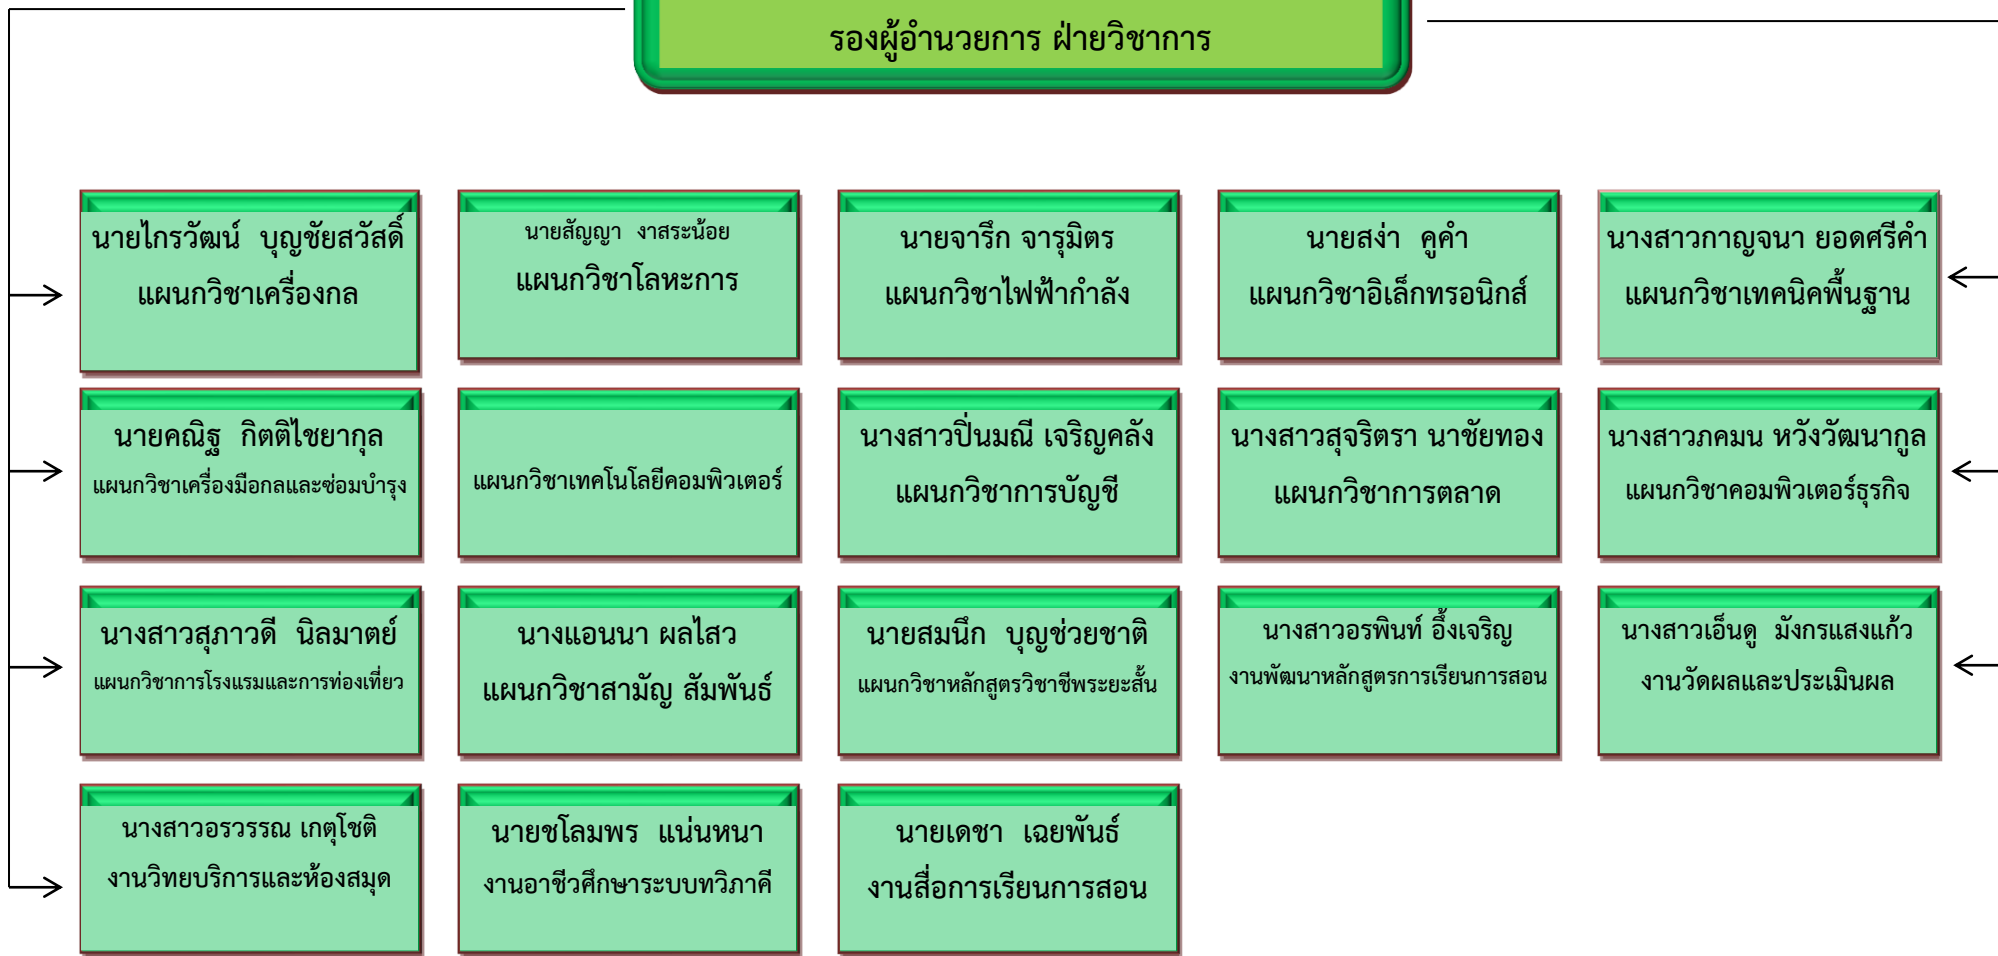 รองผู้อำนวยการ ฝ่ายวิชาการ
นายไกรวัฒน์ บุญชัยสวัสดิ์
แผนกวิชาเครื่องกล
นายสัญญา งาสระน้อย
แผนกวิชาโลหะการ
นายจารึก จารุมิตร
แผนกวิชาไฟฟ้ากำลัง
นายสง่า คูคำ
แผนกวิชาอิเล็กทรอนิกส์
นางสาวกาญจนา ยอดศรีคำ
แผนกวิชาเทคนิคพื้นฐาน
นายคณิฐ กิตติไชยากุล
แผนกวิชาเครื่องมือกลและซ่อมบำรุง
แผนกวิชาเทคโนโลยีคอมพิวเตอร์
นางสาวปิ่นมณี เจริญคลัง
แผนกวิชาการบัญชี
นางสาวสุจริตรา นาชัยทอง
แผนกวิชาการตลาด
นางสาวภคมน หวังวัฒนากูล
แผนกวิชาคอมพิวเตอร์ธุรกิจ
นางสาวสุภาวดี นิลมาตย์
แผนกวิชาการโรงแรมและการท่องเที่ยว
นางแอนนา ผลไสว
แผนกวิชาสามัญ สัมพันธ์
นายสมนึก บุญช่วยชาติ
แผนกวิชาหลักสูตรวิชาชีพระยะสั้น
นางสาวอรพินท์ อึ้งเจริญ
งานพัฒนาหลักสูตรการเรียนการสอน
นางสาวเอ็นดู มังกรแสงแก้ว
งานวัดผลและประเมินผล
นางสาวอรวรรณ เกตุโชติ
งานวิทยบริการและห้องสมุด
นายชโลมพร แน่นหนา
งานอาชีวศึกษาระบบทวิภาคี
นายเดชา เฉยพันธ์
งานสื่อการเรียนการสอน